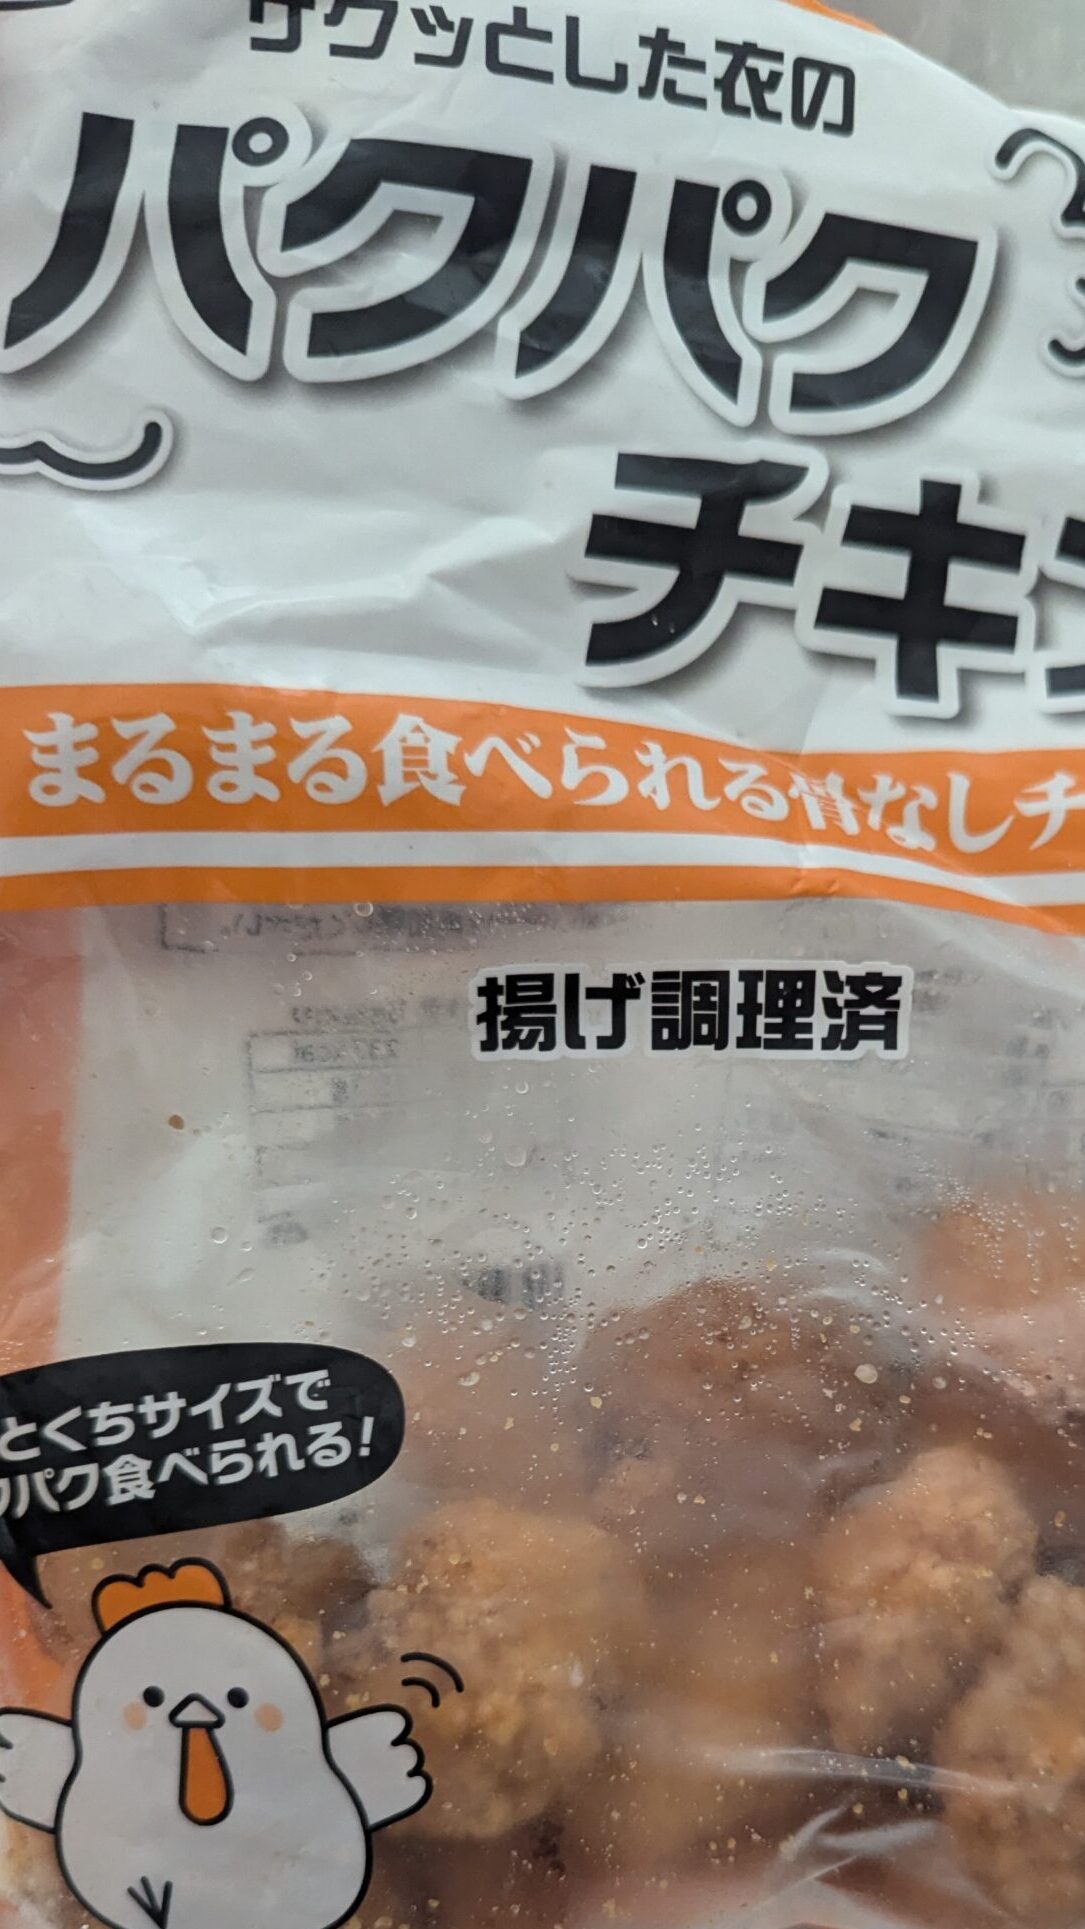 サクッとした衣の
パクパク
チキ
まるまる食べられる骨なしチ
揚げ調理済
とくちサイズで
パク食べられる!